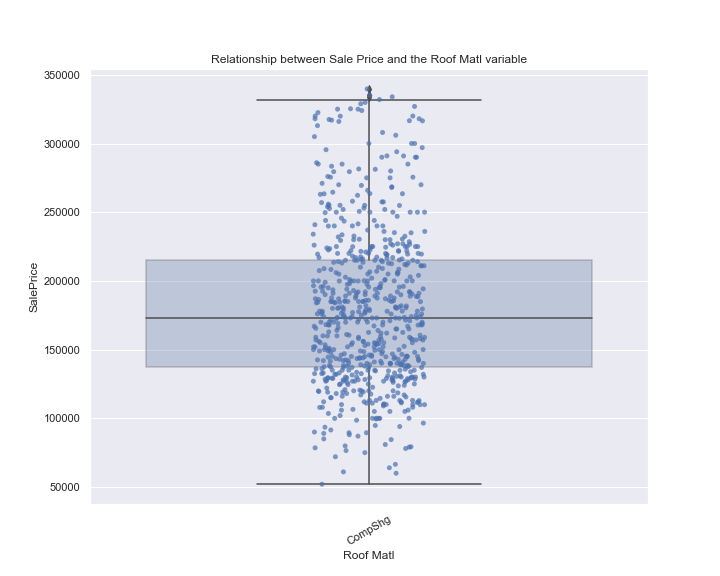 Relationship between Sale Price and the Roof Matl variable
350000
300000
250000
200000
150000
100000
50000
SalePrice
CompShg
Roof Matl